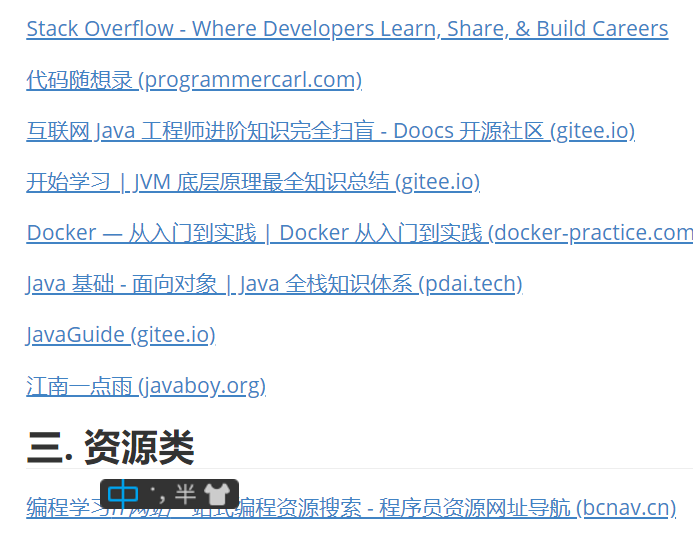 Stack Overflow - Where Developers Learn, Share, & Build Careers
代码随想录 (programmercarl.com)
互联网 Java 工程师进阶知识完全扫盲 - Doocs 开源社区 (gitee.io)
开始学习 | JVM 底层原理最全知识总结 (gitee.io)
Docker — 从入门到实践 | Docker 从入门到实践 (docker-practice.com
Java 基础 - 面向对象 | Java 全栈知识体系 (pdai.tech)
JavaGuide (gitee.io)
江南一点雨 (javaboy.org)
三. 资源类
中 ·, 半
编程学习 网站 一站式编程资源搜索 - 程序员资源网址导航 (bcnav.cn)